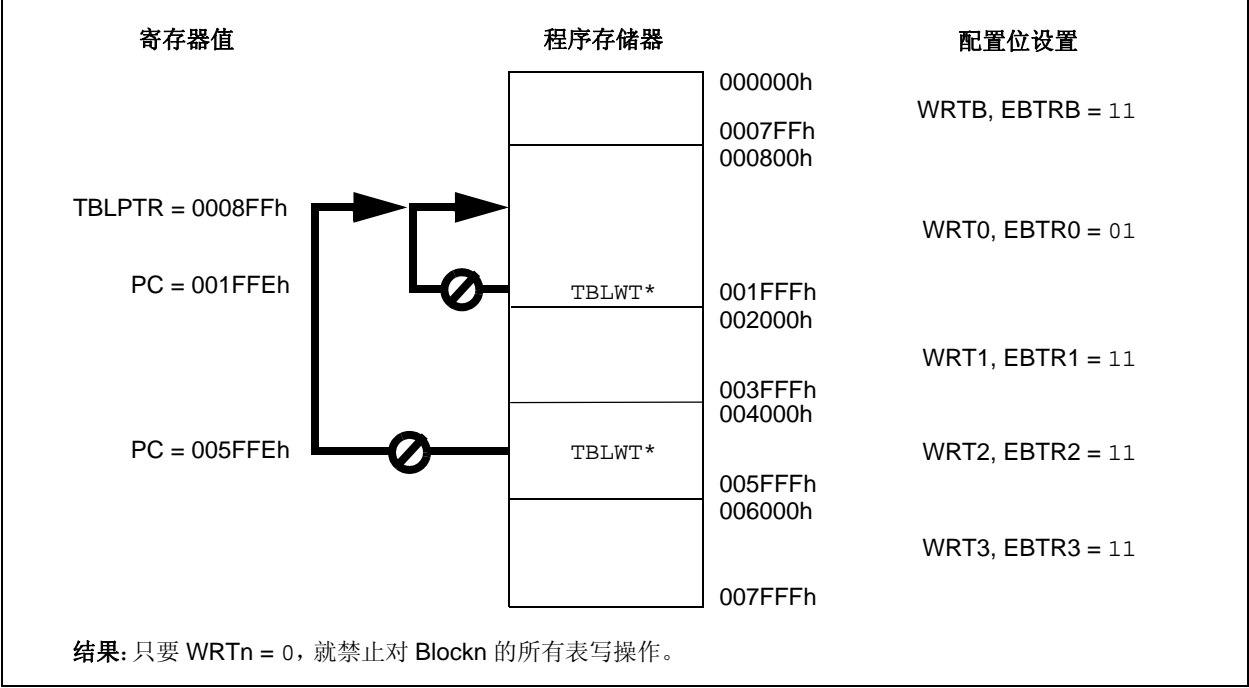 寄存器值 程序存储器 配置位设置
000000h
WRTB, EBTRB = 11
0007FFh
000800h
TBLPTR = 0008FFh
WRT0, EBTR0 = 01
PC = 001FFEh TBLWT* 001FFFh
002000h
WRT1, EBTR1 = 11
003FFFh
004000h
PC = 005FFEh TBLWT* WRT2, EBTR2 = 11
005FFFh
006000h
WRT3, EBTR3 = 11
007FFFh
结果:只要 WRTn = 0，就禁止对 Blockn 的所有表写操作。